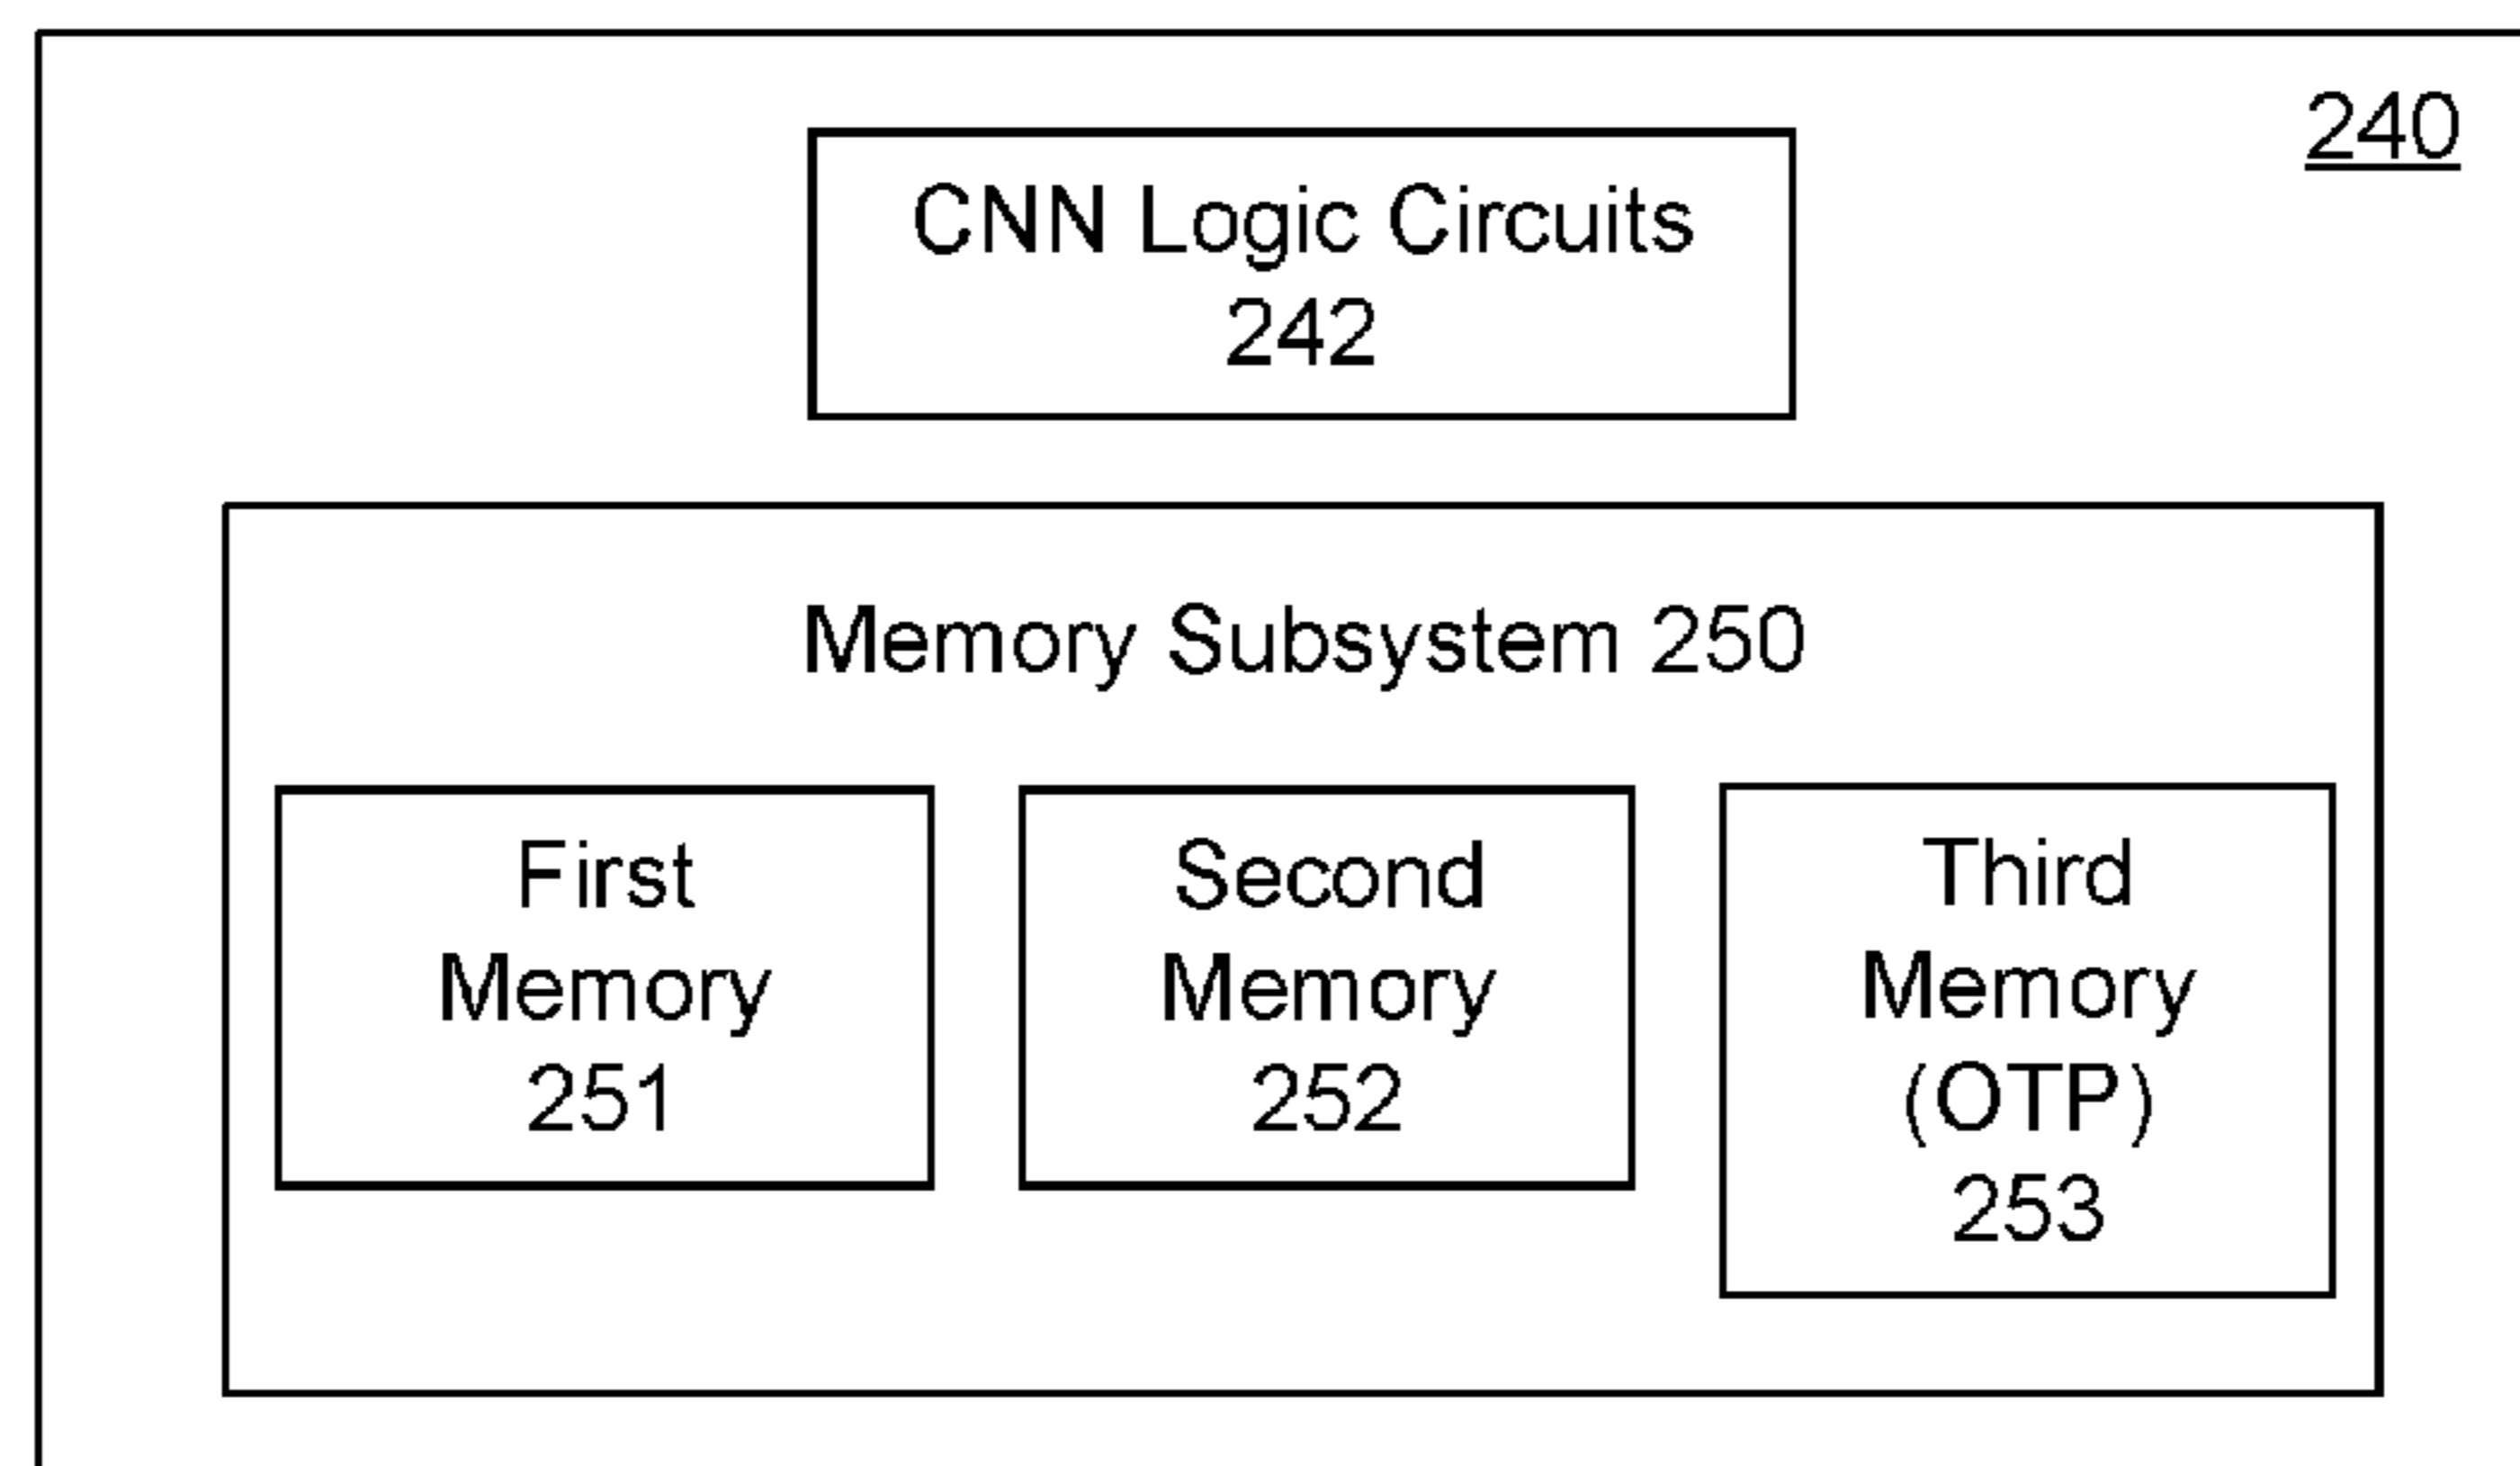 240
CNN Logic Circuits
242
Memory Subsystem 250
First
Memory
251
Second
Memory
252
Third
Memory
(OTP)
253